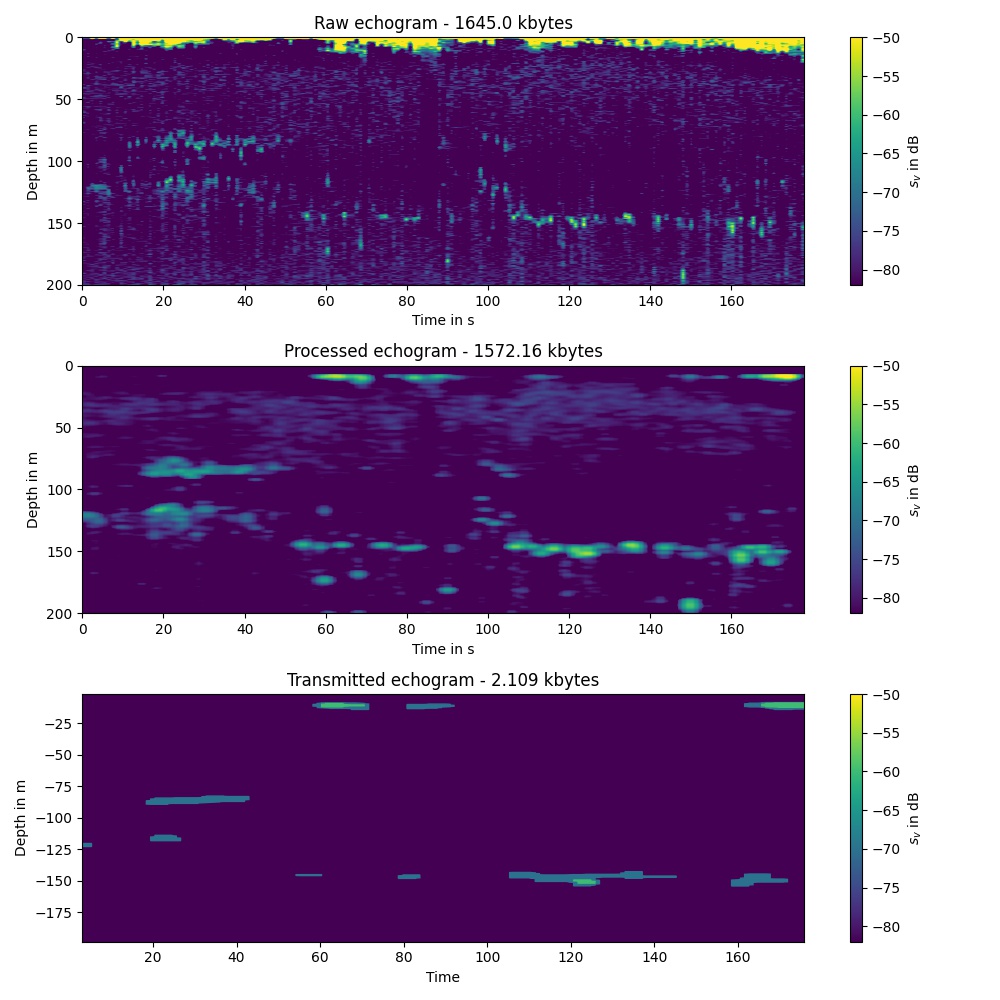 Raw echogram - 1645.0 kbytes
0
50
100
150
200
Depth in m
0 20 40 60 80 100 120 140 160
Time in s
−50
−55
−60
−65
−70
−75
−80
sᵥ in dB
Processed echogram - 1572.16 kbytes
0
50
100
150
200
Depth in m
0 20 40 60 80 100 120 140 160
Time in s
−50
−55
−60
−65
−70
−75
−80
sᵥ in dB
Transmitted echogram - 2.109 kbytes
−25
−50
−75
−100
−125
−150
−175
Depth in m
20 40 60 80 100 120 140 160
Time
−50
−55
−60
−65
−70
−75
−80
sᵥ in dB